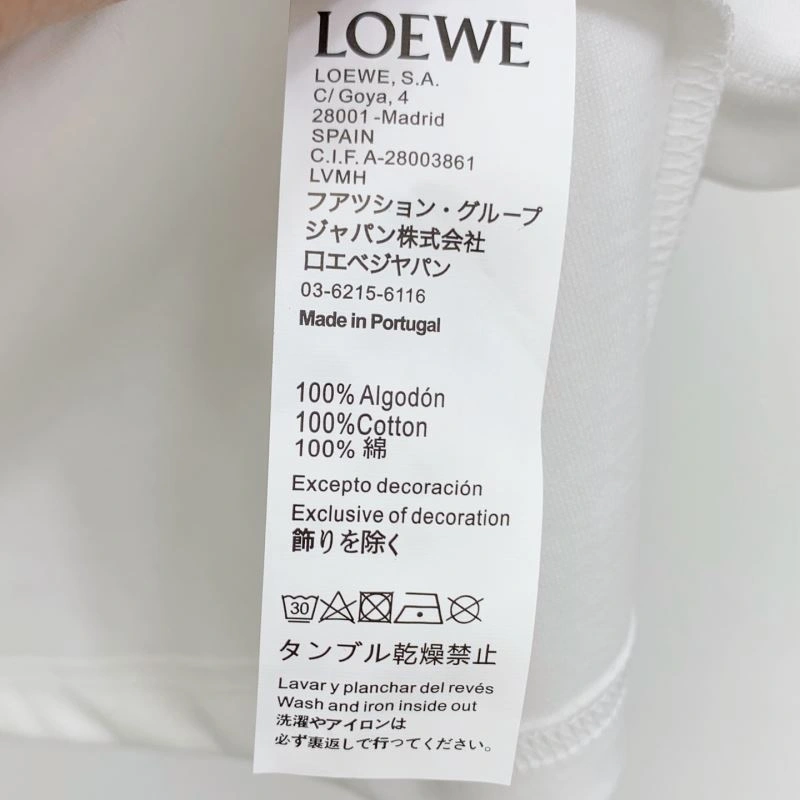 LOEWE
LOEWE, S.A.
C/ Goya, 4
28001 -Madrid
SPAIN
C.I.F. A-28003861
LVMH
フアツション・グループ
ジャパン株式会社
口エベジヤパン
03-6215-6116
Made in Portugal
100% Algodón
100%Cotton
100% 綿
Excepto decoración
Exclusive of decoration
飾りを除く
30
タンブル乾燥禁止
Lavar y planchar del revés
Wash and iron inside out
洗濯やアイロンは
必ず裏返して行ってください。